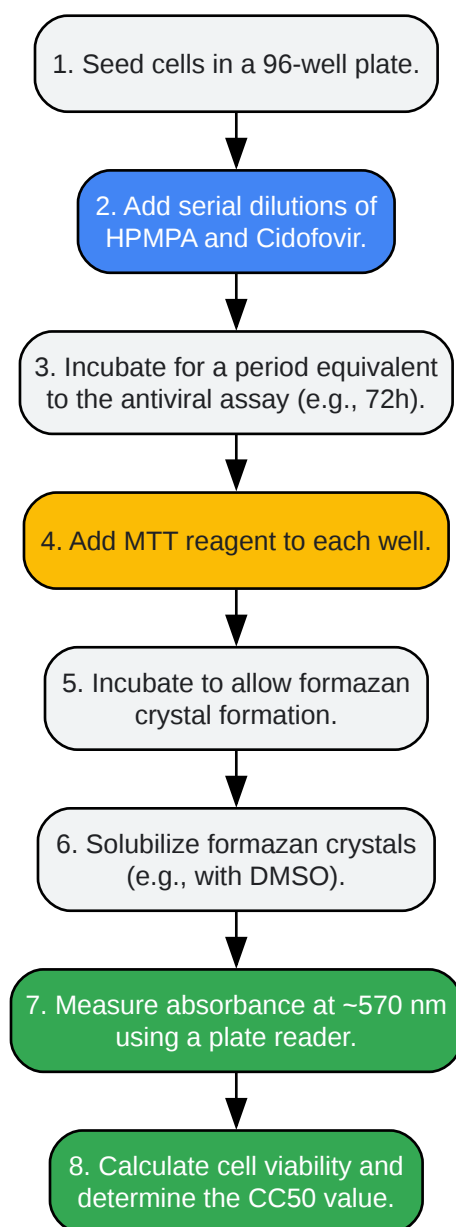 1. Seed cells in a 96-well plate.
2. Add serial dilutions of
HPMPA and Cidofovir.
3. Incubate for a period equivalent
to the antiviral assay (e.g., 72h).
4. Add MTT reagent to each well.
5. Incubate to allow formazan
crystal formation.
6. Solubilize formazan crystals
(e.g., with DMSO).
7. Measure absorbance at ~570 nm
using a plate reader.
8. Calculate cell viability and
determine the CC50 value.